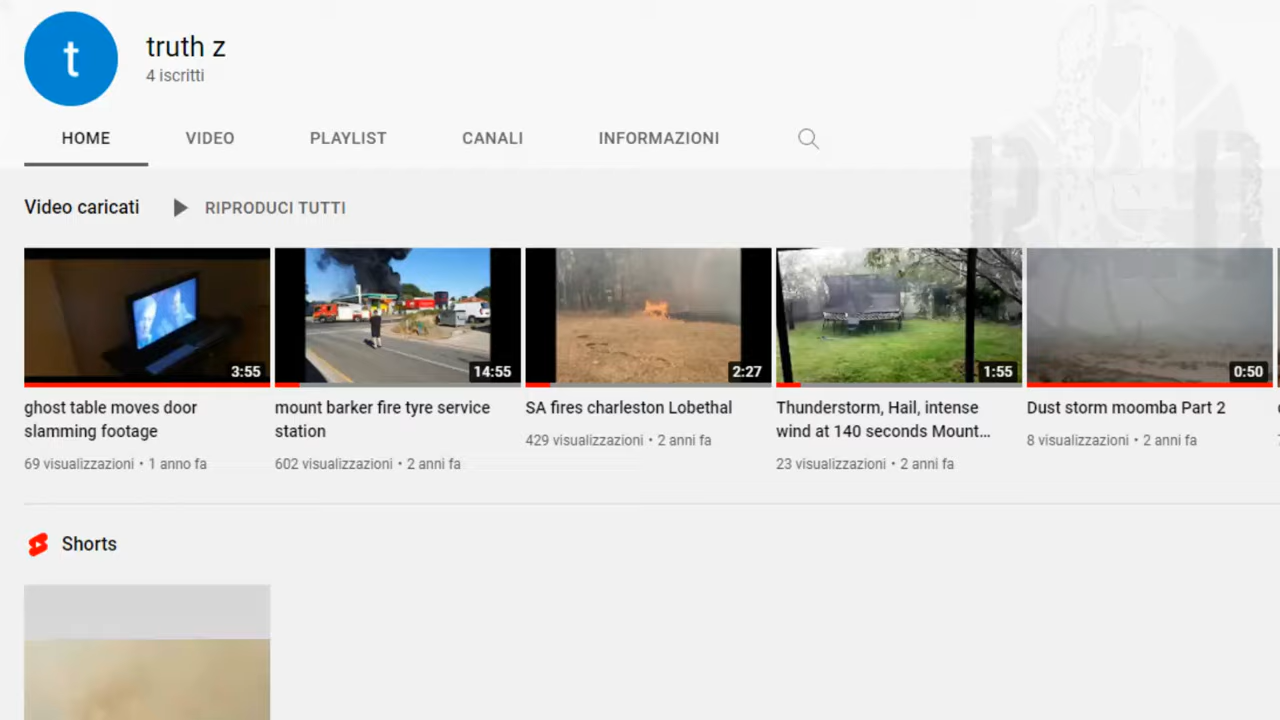 t
truth z
4 iscritti
HOME VIDEO PLAYLIST CANALI INFORMAZIONI
Video caricati RIPRODUCI TUTTI
3:55 14:55 2:27 1:55 0:50
ghost table moves door
slamming footage
69 visualizzazioni • 1 anno fa
mount barker fire tyre service
station
602 visualizzazioni • 2 anni fa
SA fires charleston Lobethal
429 visualizzazioni • 2 anni fa
Thunderstorm, Hail, intense
wind at 140 seconds Mount...
23 visualizzazioni • 2 anni fa
Dust storm moomba Part 2
8 visualizzazioni • 2 anni fa
Shorts